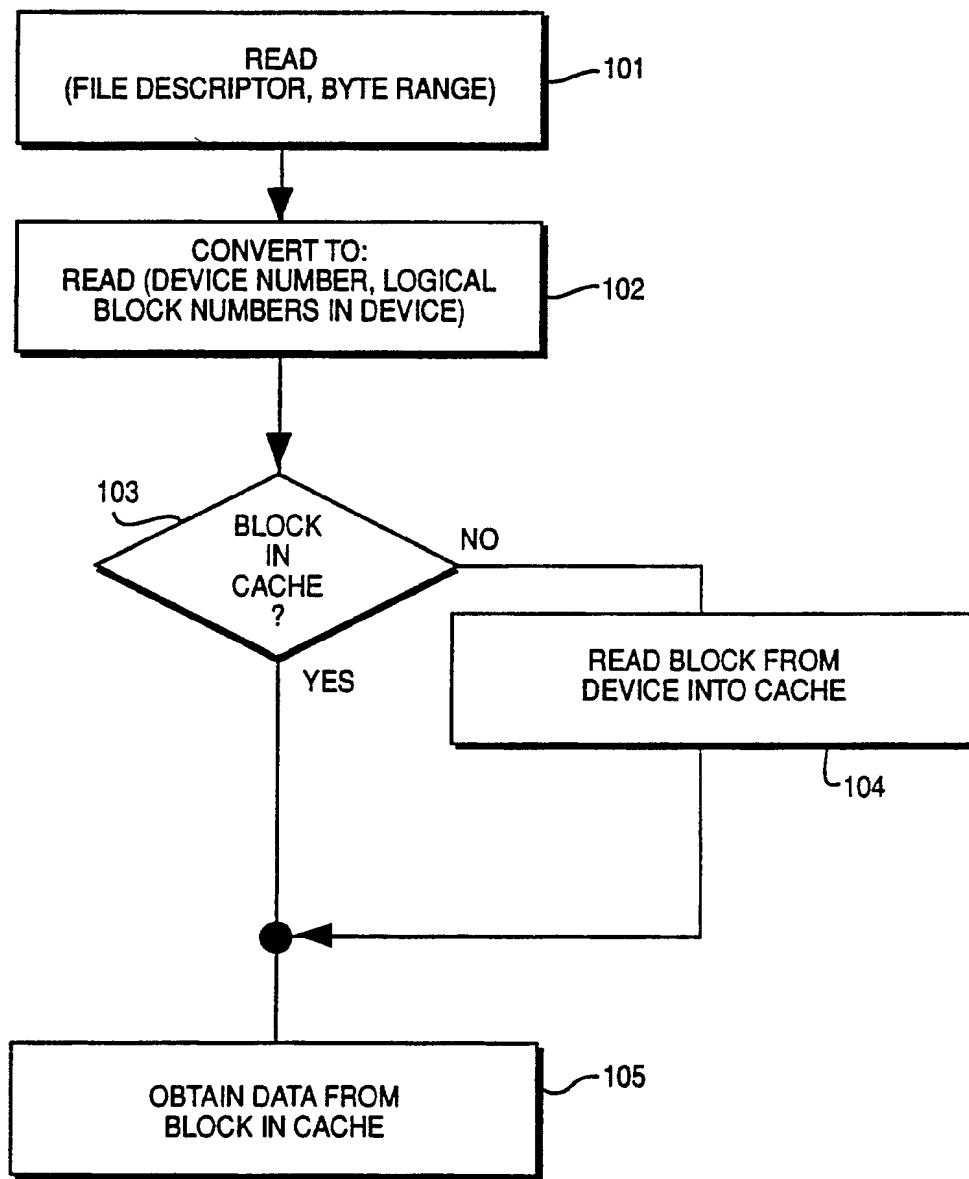 READ
(FILE DESCRIPTOR, BYTE RANGE)
101
CONVERT TO:
READ (DEVICE NUMBER, LOGICAL
BLOCK NUMBERS IN DEVICE)
102
103
BLOCK
IN
CACHE
?
NO
YES
READ BLOCK FROM
DEVICE INTO CACHE
104
OBTAIN DATA FROM
BLOCK IN CACHE
105